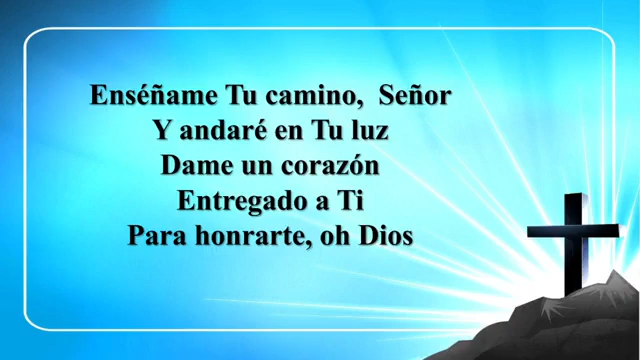 Enséñame Tu camino,  Señor
Y andaré en Tu luz
Dame un corazón
Entregado a Ti
Para honrarte, oh Dios